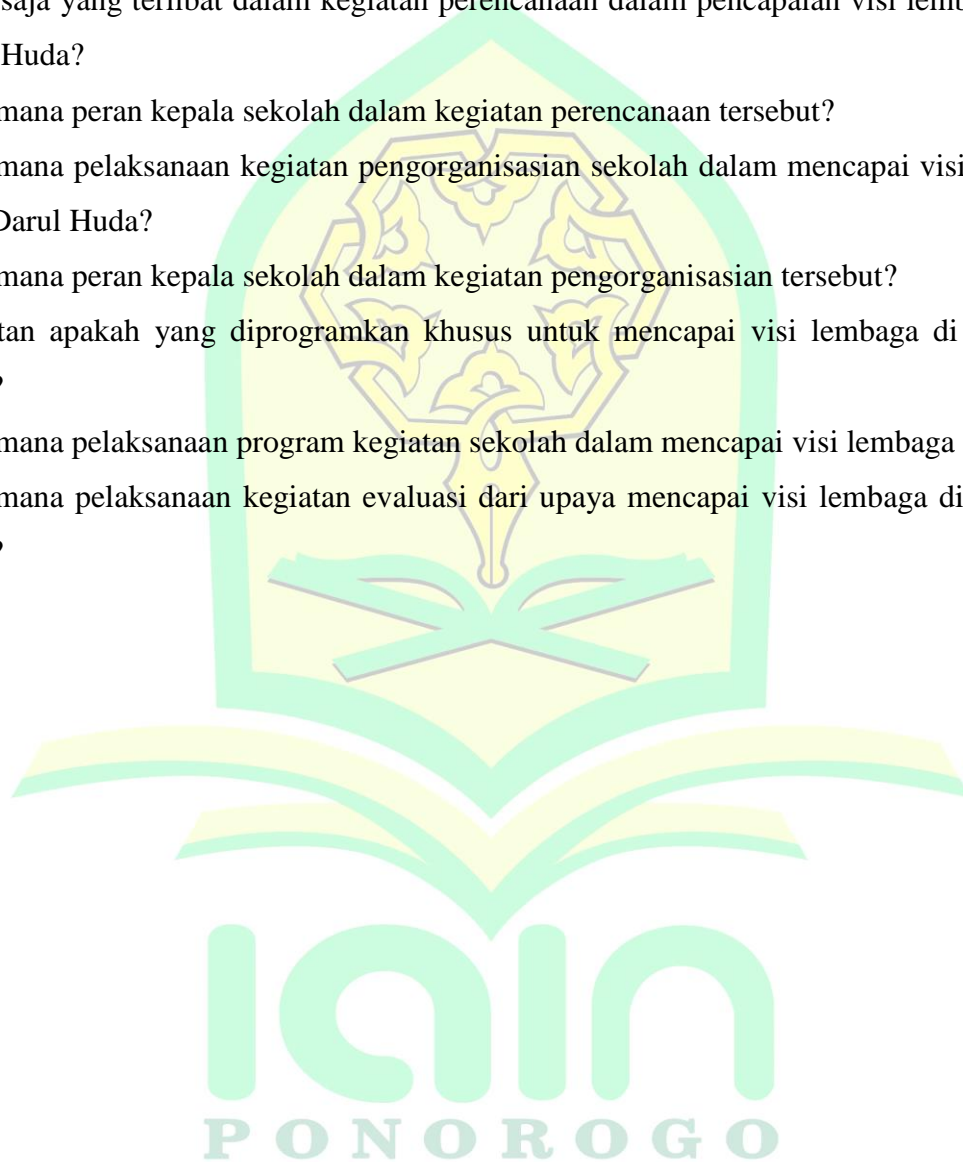 saja yang terlibat dalam kegiatan perencanaan dalam pencapaian visi lemb
Huda?
mana peran kepala sekolah dalam kegiatan perencanaan tersebut?
mana pelaksanaan kegiatan pengorganisasian sekolah dalam mencapai visi
Darul Huda?
mana peran kepala sekolah dalam kegiatan pengorganisasian tersebut?
tan apakah yang diprogramkan khusus untuk mencapai visi lembaga di
?
mana pelaksanaan program kegiatan sekolah dalam mencapai visi lembaga
mana pelaksanaan kegiatan evaluasi dari upaya mencapai visi lembaga di
?
iain
PONOROGO